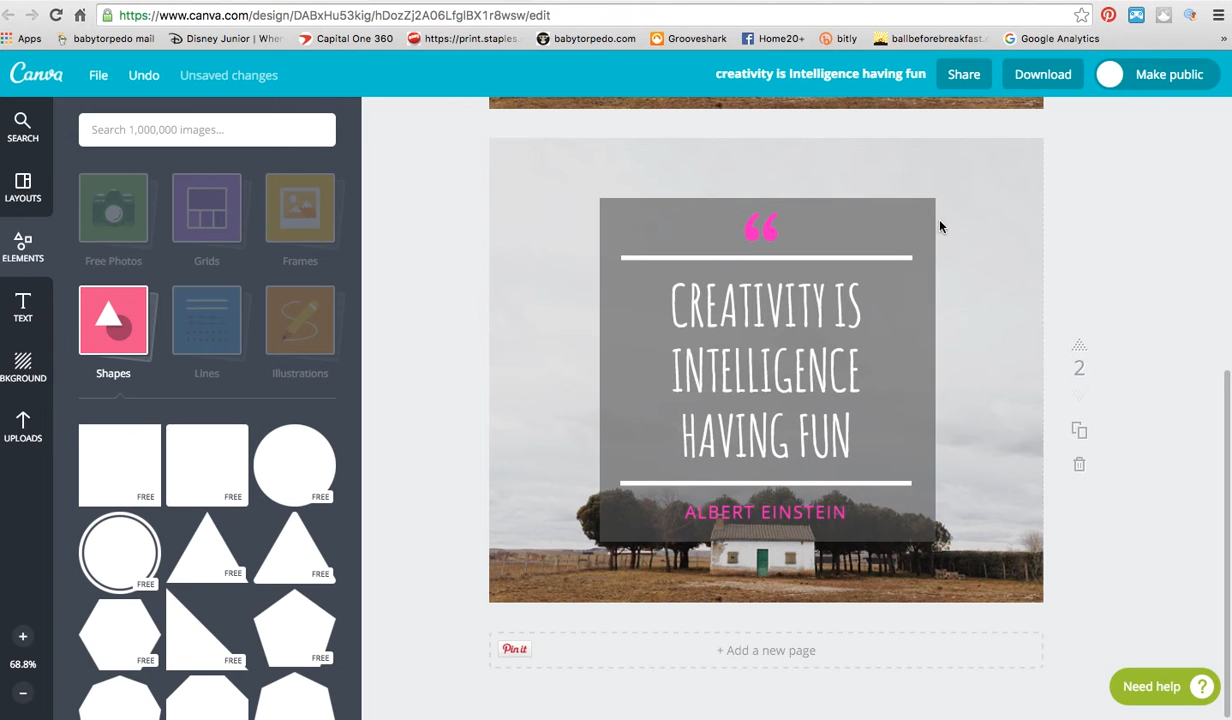 https://www.canva.com/design/DABxHu53kig/hDozZj2A06LfglBX1r8wsw/edit
Apps babytorpedo mail Disney Junior | Wher Capital One 360 https://print.staples. babytorpedo.com Grooveshark Home20+ bitly ballbeforebreakfast. Google Analytics »
Canva File Undo Unsaved changes creativity is Intelligence having fun Share Download Make public
SEARCH
LAYOUTS
ELEMENTS
TEXT
BKGROUND
UPLOADS
68.8%
Search 1,000,000 images...
Free Photos Grids Frames
Shapes Lines Illustrations
FREE FREE FREE
FREE FREE FREE
FREE FREE FREE
“
CREATIVITY IS
INTELLIGENCE
HAVING FUN
ALBERT EINSTEIN
2
Pin it
+ Add a new page
Need help ?